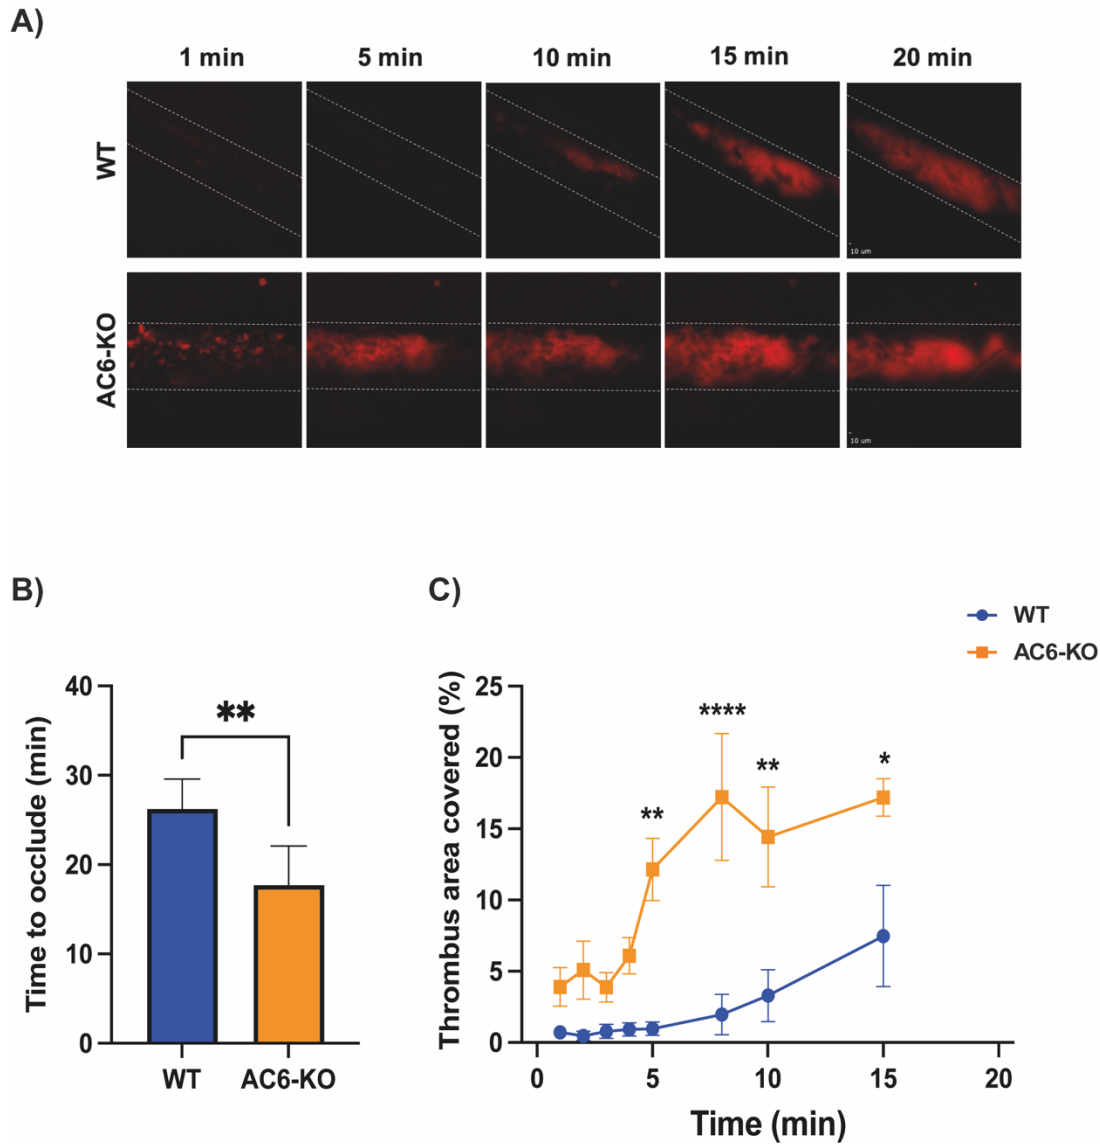 A)
1 min 5 min 10 min 15 min 20 min
WT
10 um
AC6-KO
10 um
B)
C)
WT
AC6-KO
Time to occlude (min)
40
30
20
10
0
**
WT AC6-KO
Thrombus area covered (%)
25
20
15
10
5
0
**
****
**
*
0 5 10 15 20
Time (min)